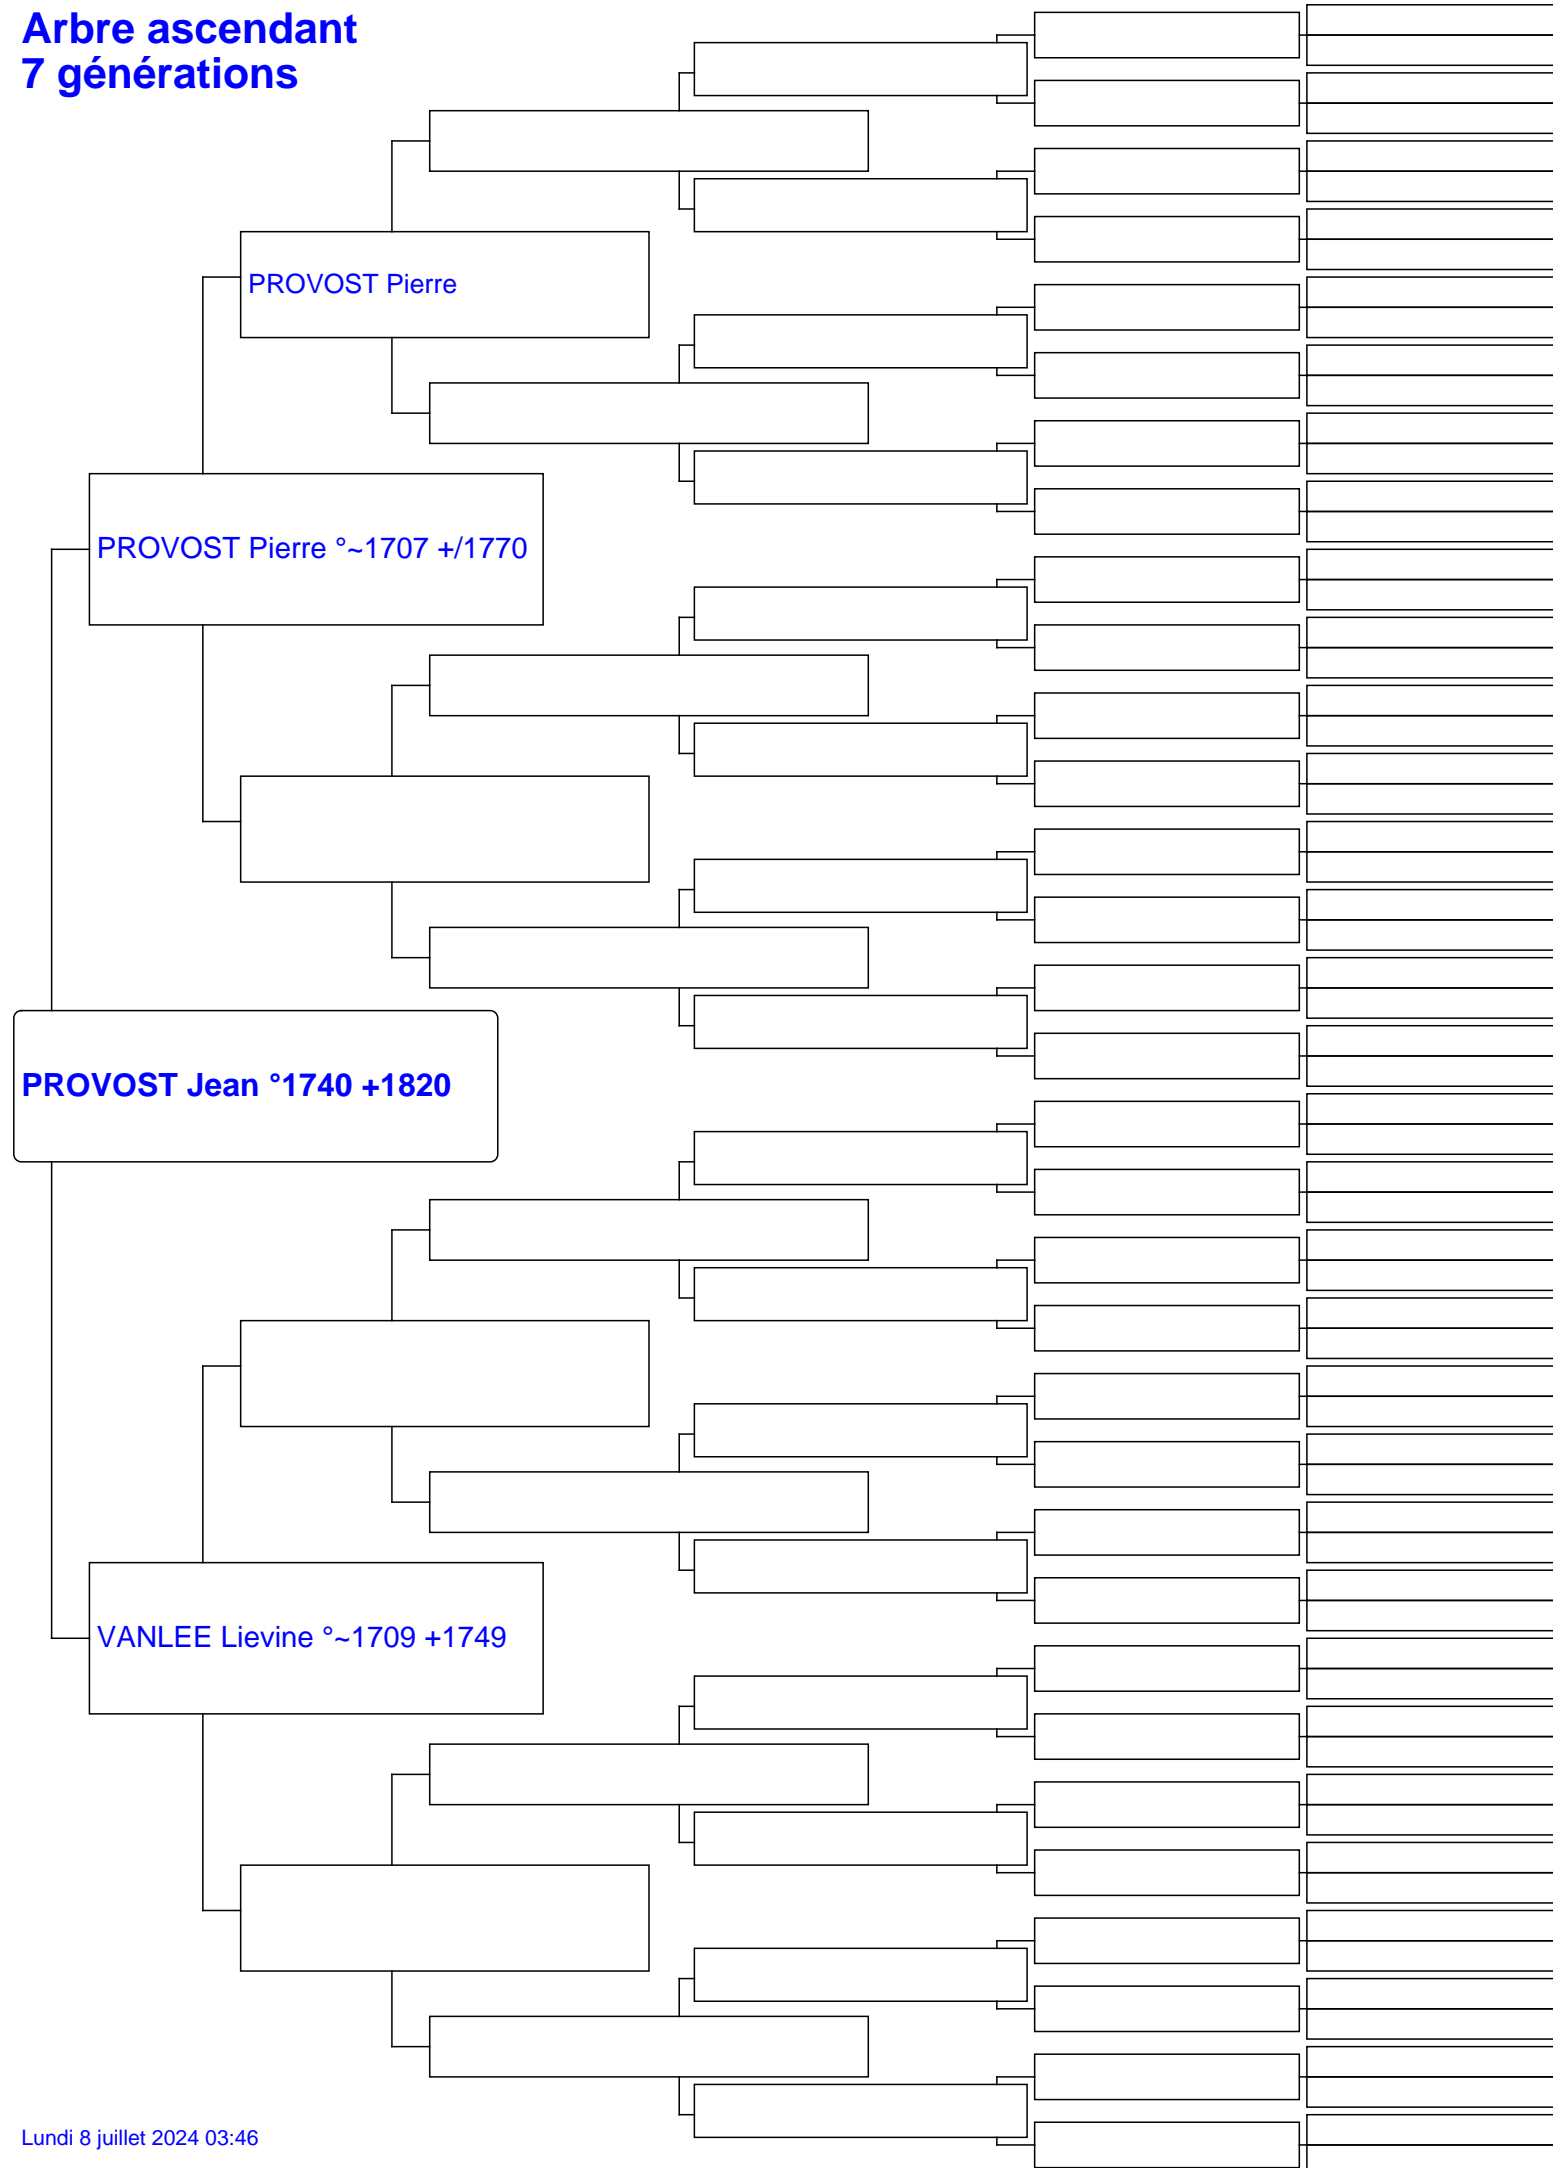 Arbre ascendant
7 générations
PROVOST Pierre
PROVOST Pierre °~1707 +/1770
PROVOST Jean °1740 +1820
VANLEE Lievine °~1709 +1749
Lundi 8 juillet 2024 03:46